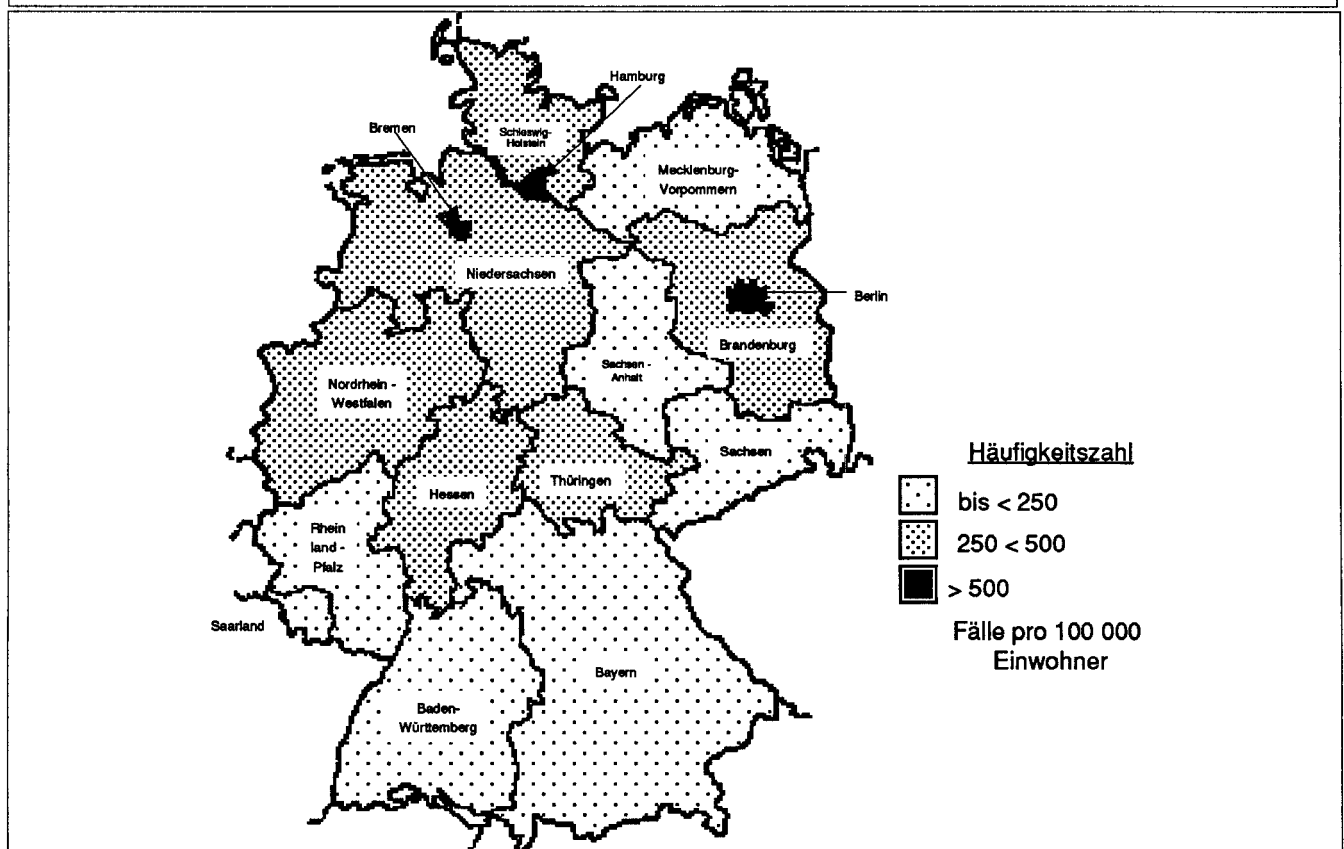 Hamburg
Bremen
Schleswig-
Holstein
Mecklenburg-
Vorpommern
Niedersachsen
Berlin
Brandenburg
Sachsen -
Anhalt
Nordrhein -
Westfalen
Sachsen
Thüringen
Hessen
Rhein
land -
Pfalz
Saarland
Bayern
Baden-
Württemberg
Häufigkeitszahl
bis < 250
250 < 500
> 500
Fälle pro 100 000
Einwohner